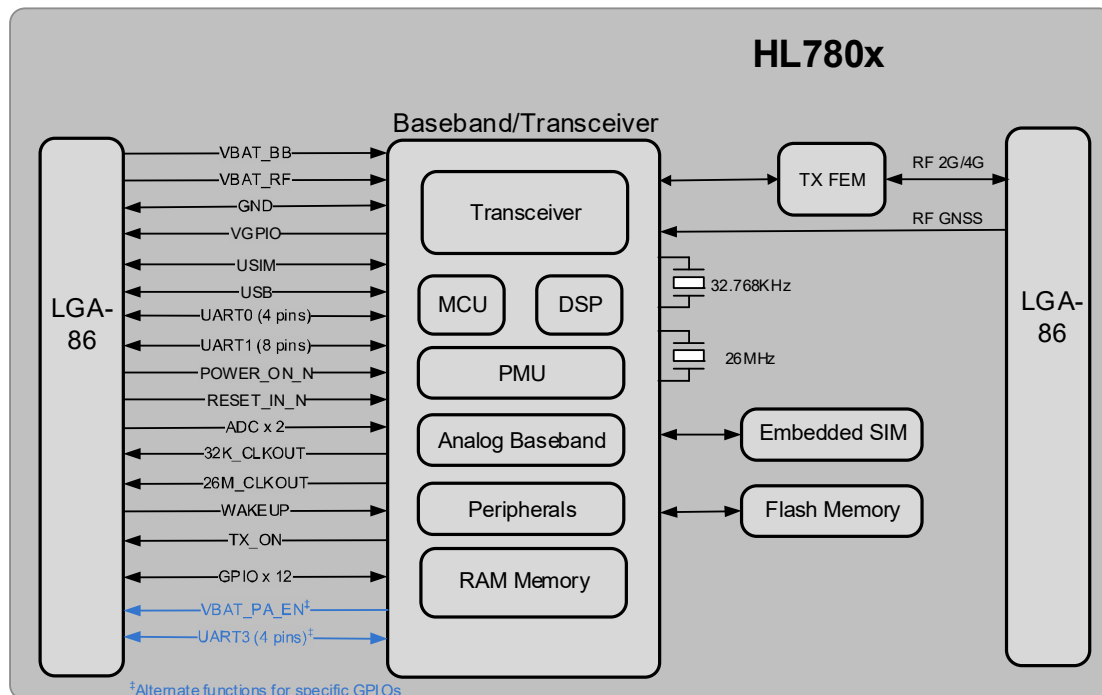 HL780x
Baseband/Transceiver
LGA-
86
VBAT_BB
VBAT_RF
GND
VGPIO
USIM
USB
UART0 (4 pins)
UART1 (8 pins)
POWER_ON_N
RESET_IN_N
ADC x 2
32K_CLKOUT
26M_CLKOUT
WAKEUP
TX_ON
GPIO x 12
VBAT_PA_EN‡
UART3 (4 pins)‡
‡Alternate functions for specific GPIOs
Transceiver
MCU
DSP
PMU
Analog Baseband
Peripherals
RAM Memory
TX FEM
RF 2G/4G
RF GNSS
32.768KHz
26MHz
Embedded SIM
Flash Memory
LGA-
86